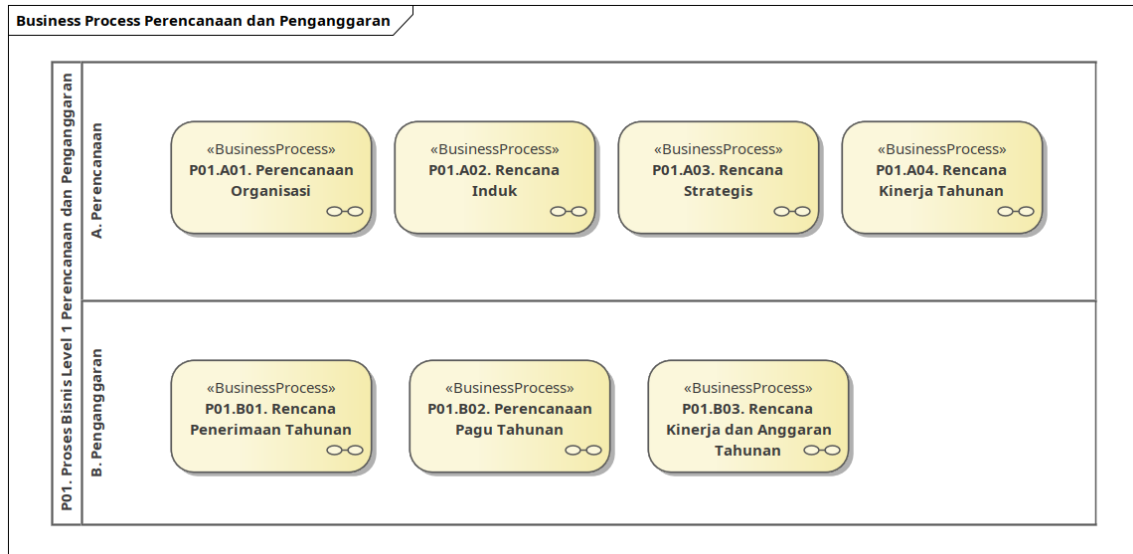 Business Process Perencanaan dan Penganggaran
P01. Proses Bisnis Level 1 Perencanaan dan Penganggaran
A. Perencanaan
«BusinessProcess»
P01.A01. Perencanaan
Organisasi
«BusinessProcess»
P01.A02. Rencana
Induk
«BusinessProcess»
P01.A03. Rencana
Strategis
«BusinessProcess»
P01.A04. Rencana
Kinerja Tahunan
B. Penganggaran
«BusinessProcess»
P01.B01. Rencana
Penerimaan Tahunan
«BusinessProcess»
P01.B02. Perencanaan
Pagu Tahunan
«BusinessProcess»
P01.B03. Rencana
Kinerja dan Anggaran
Tahunan